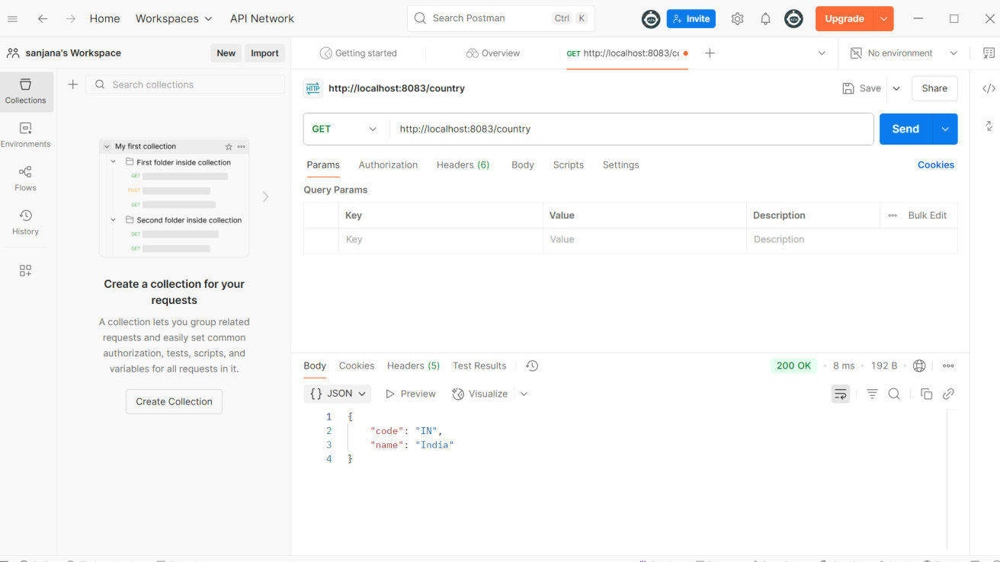 Home Workspaces API Network Search Postman Ctrl K Invite Upgrade
sanjana's Workspace New Import Getting started Overview GET http://localhost:8083/c No environment
Collections
Environments
Flows
History
Search collections
My first collection
First folder inside collection
GET
POST
GET
Second folder inside collection
GET
GET
Create a collection for your
requests
A collection lets you group related
requests and easily set common
authorization, tests, scripts, and
variables for all requests in it.
Create Collection
HTTP http://localhost:8083/country Save Share
GET http://localhost:8083/country Send
Params Authorization Headers (6) Body Scripts Settings Cookies
Query Params
Key Value Description Bulk Edit
Key Value Description
Body Cookies Headers (5) Test Results 200 OK 8 ms 192 B
{} JSON Preview Visualize
1 {
2 "code": "IN",
3 "name": "India"
4 }